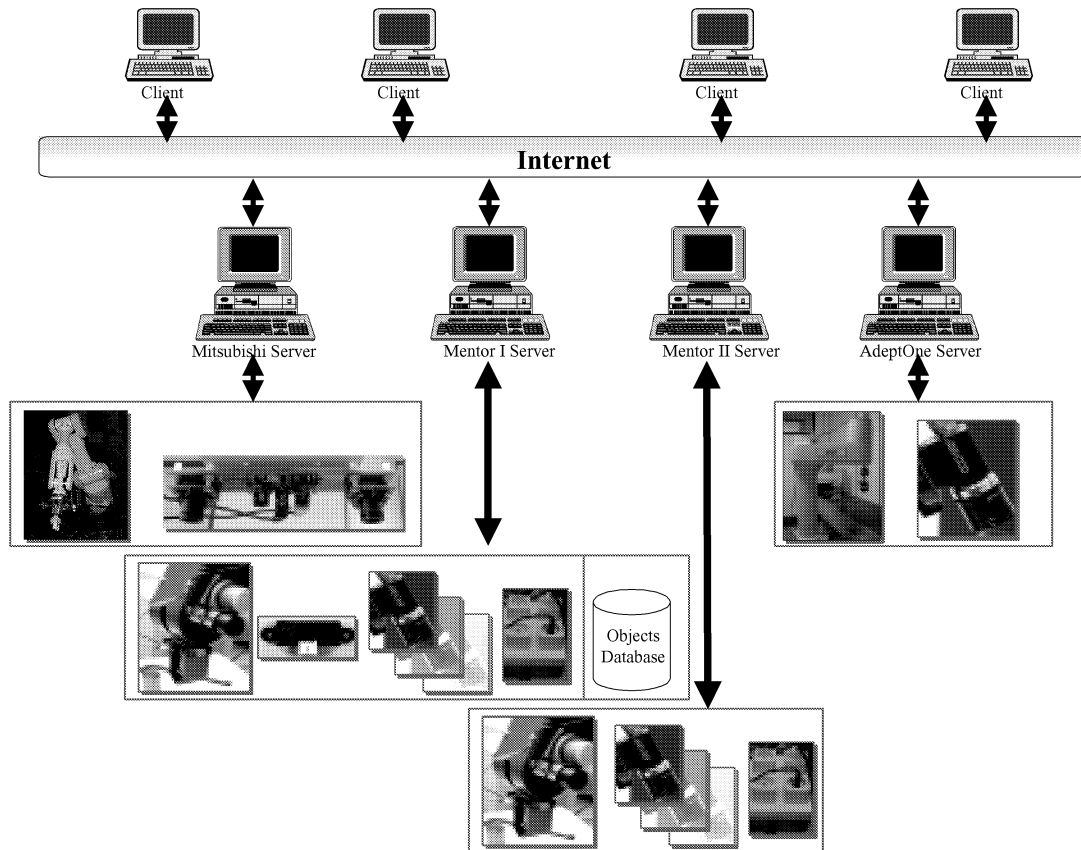 Client
Client
Client
Client
Internet
Mitsubishi Server
Mentor I Server
Mentor II Server
AdeptOne Server
Objects
Database